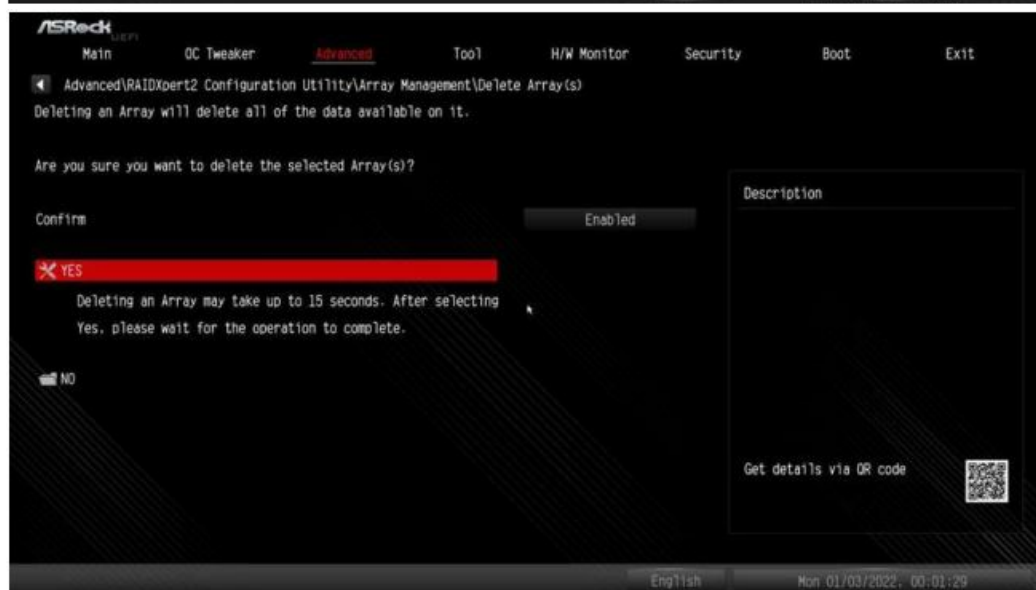 ASRock
UEFI
Main OC Tweaker Advanced Tool H/W Monitor Security Boot Exit
Advanced\RAIDXpert2 Configuration Utility\Array Management\Delete Array(s)
Deleting an Array will delete all of the data available on it.
Are you sure you want to delete the selected Array(s)?
Description
Confirm Enabled
YES
Deleting an Array may take up to 15 seconds. After selecting
Yes, please wait for the operation to complete.
NO
Get details via QR code
English Mon 01/03/2022, 00:01:29